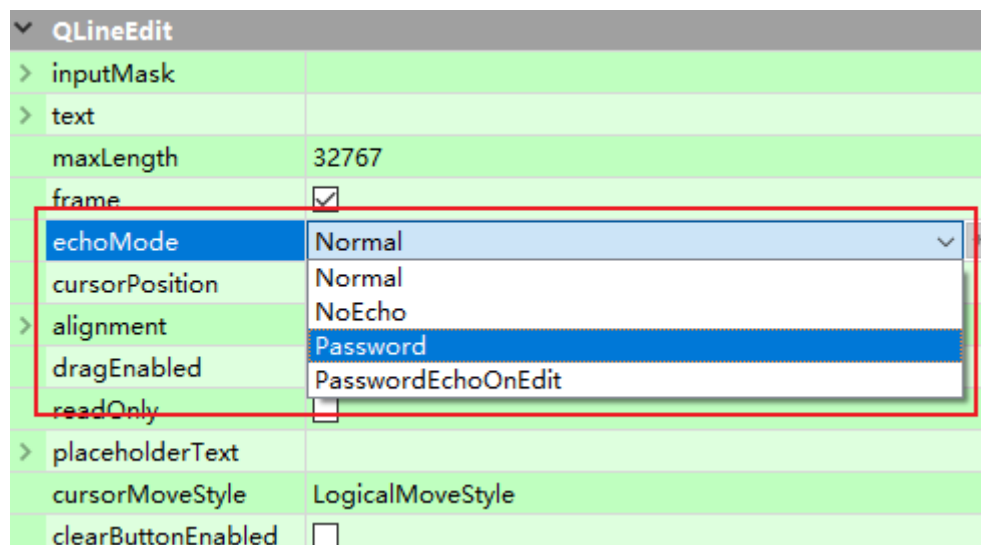 QLineEdit
inputMask
text
maxLength 32767
frame
echoMode Normal
cursorPosition Normal
NoEcho
alignment
Password
dragEnabled
PasswordEchoOnEdit
readOnly
placeholderText
cursorMoveStyle LogicalMoveStyle
clearButtonEnabled